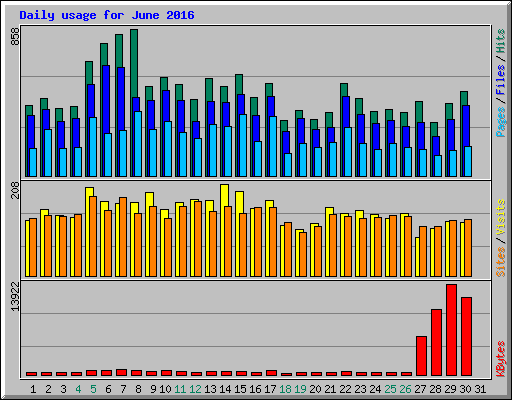 Daily usage for June 2016
858
Pages / Files / Hits
208
Sites / Visits
13922
KBytes
1 2 3 4 5 6 7 8 9 10 11 12 13 14 15 16 17 18 19 20 21 22 23 24 25 26 27 28 29 30 31